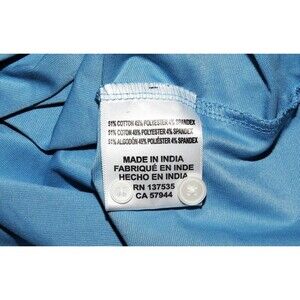 51% COTTON 45% POLYESTER 4% SPANDEX
51% COTON 45% POLYESTER 4% SPANDEX
51% ALGODÓN 45% POLIÉSTER 4% SPANDEX
MADE IN INDIA
FABRIQUÉ EN INDE
HECHO EN INDIA
RN 137535
CA 57944